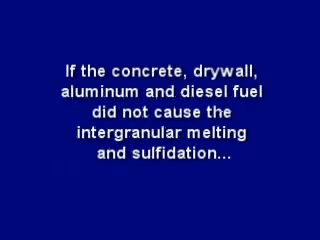 If the concrete, drywall,
aluminum and diesel fuel
did not cause the
intergranular melting
and sulfidation...